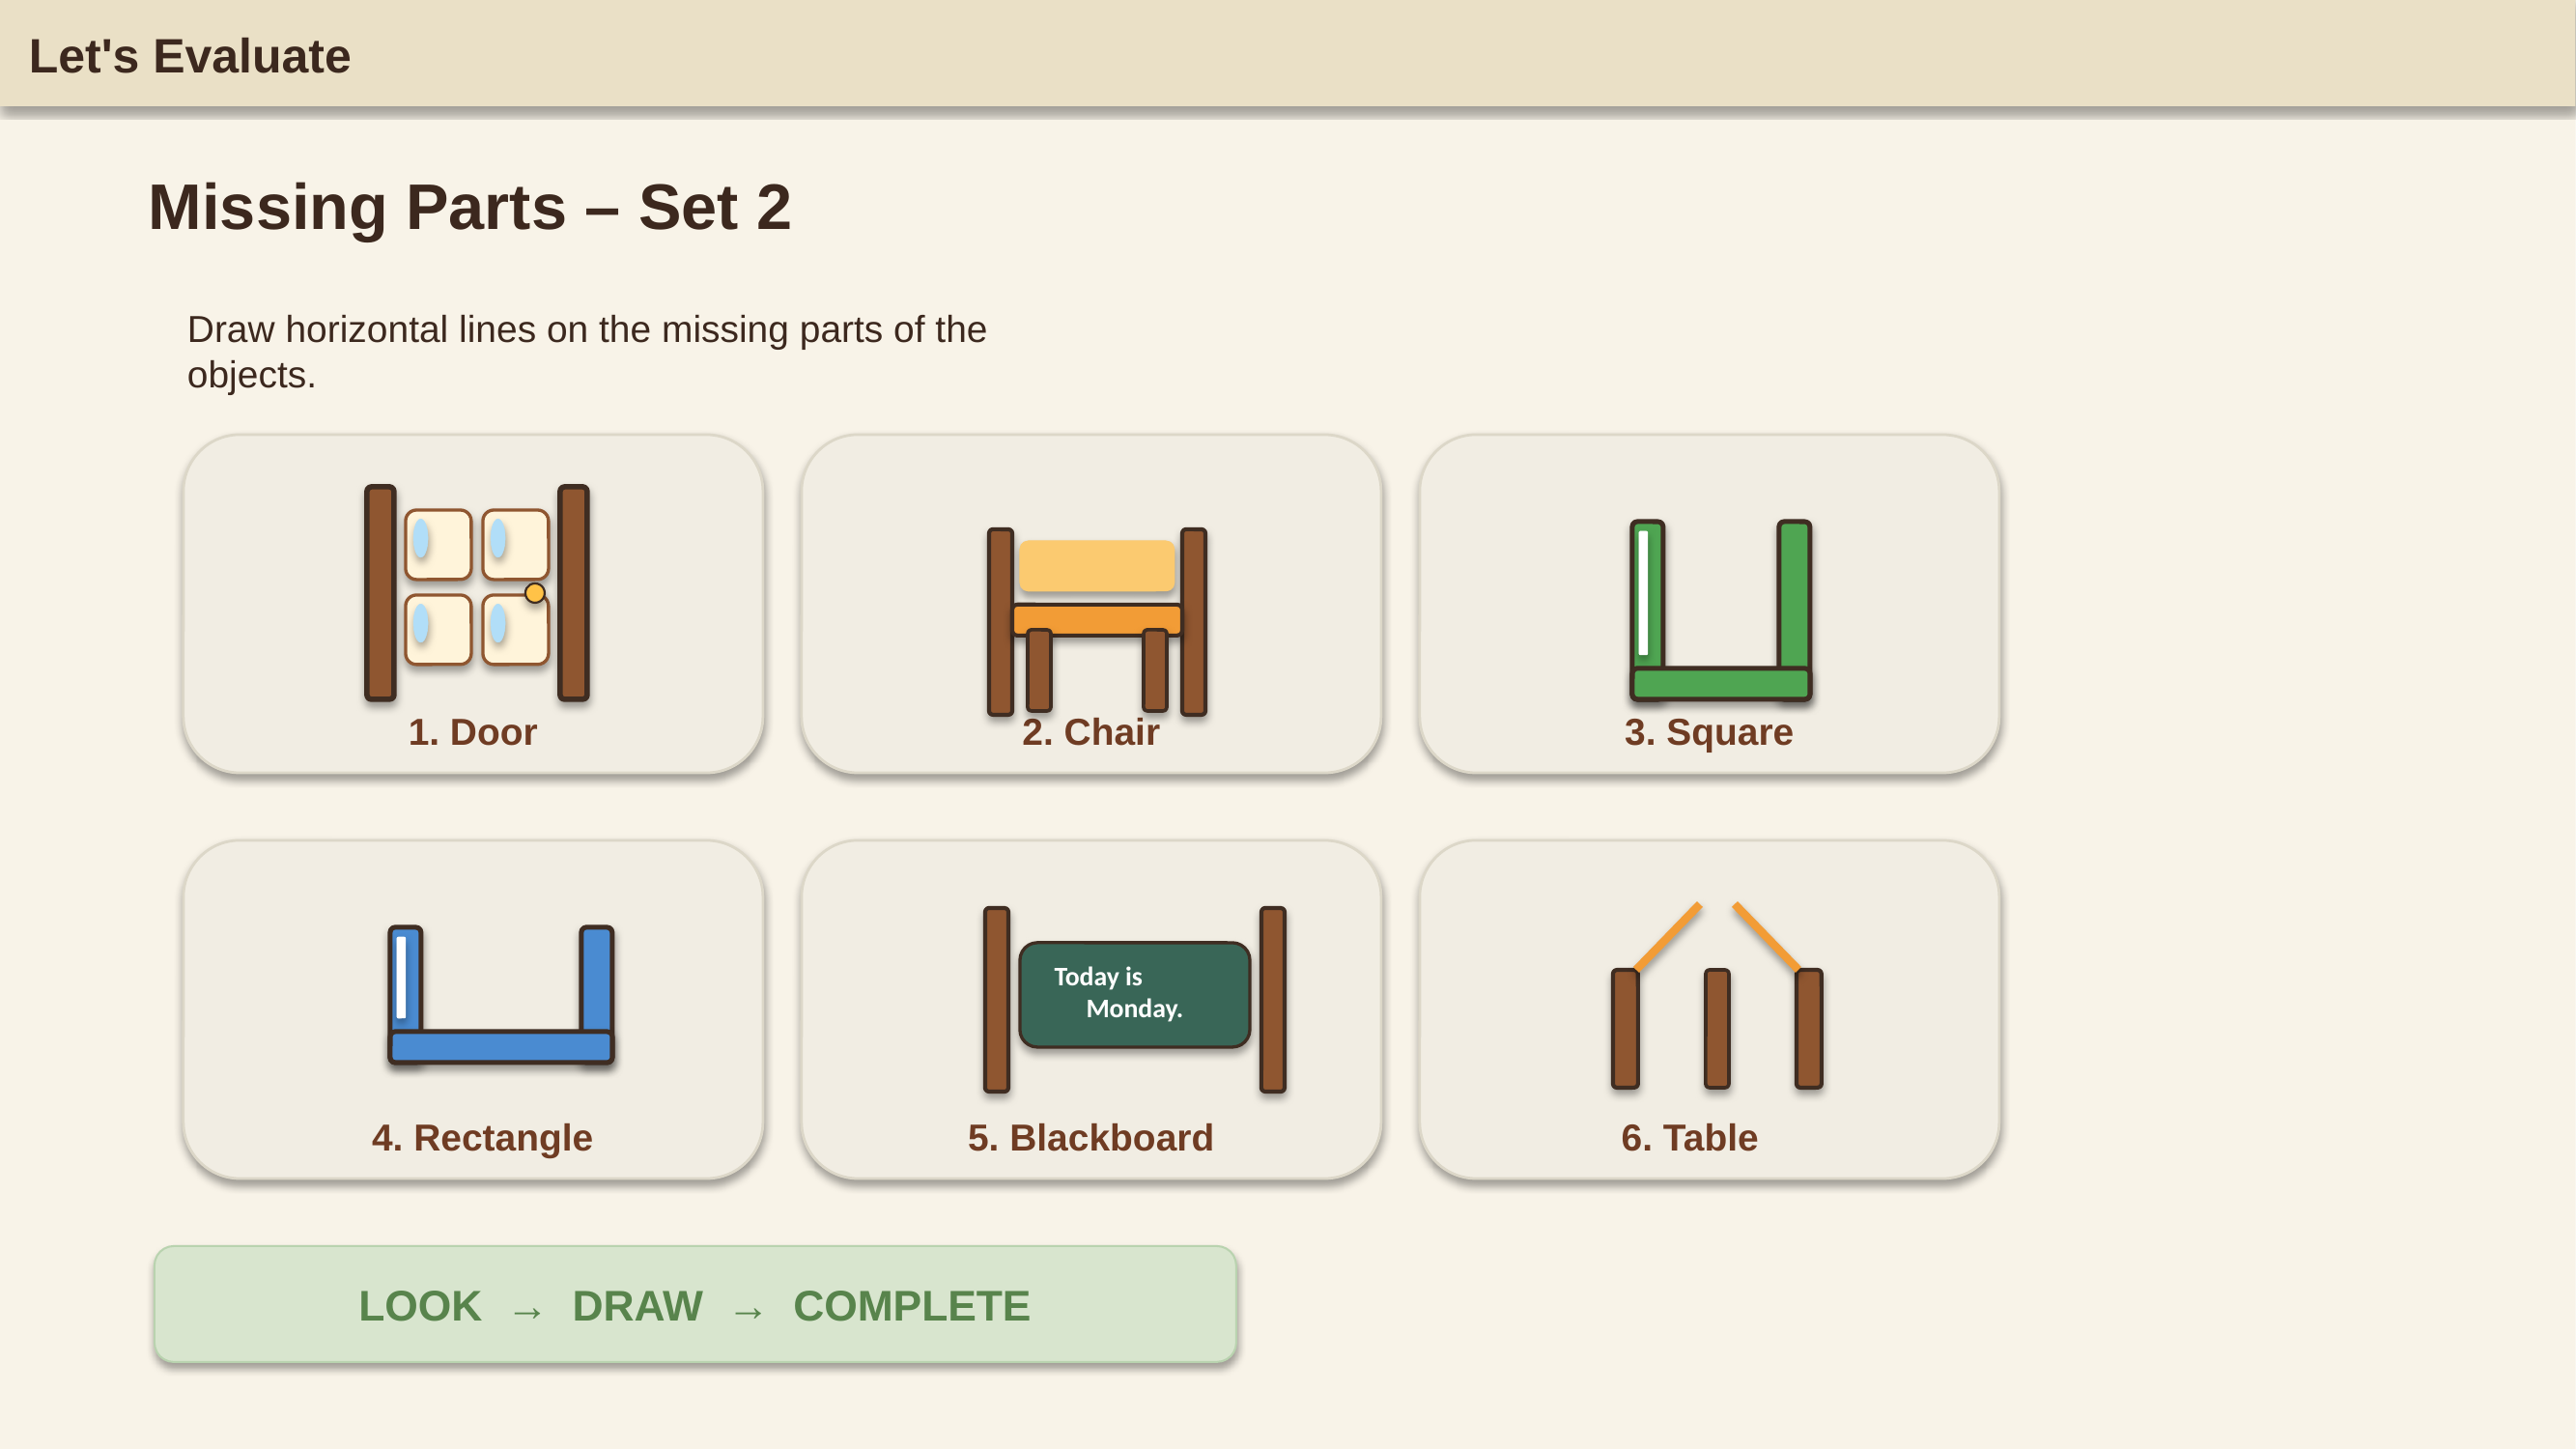 Let's Evaluate
Missing Parts – Set 2
Draw horizontal lines on the missing parts of the
objects.
1. Door
2. Chair
3. Square
Today is
Monday.
4. Rectangle
5. Blackboard
6. Table
LOOK → DRAW → COMPLETE